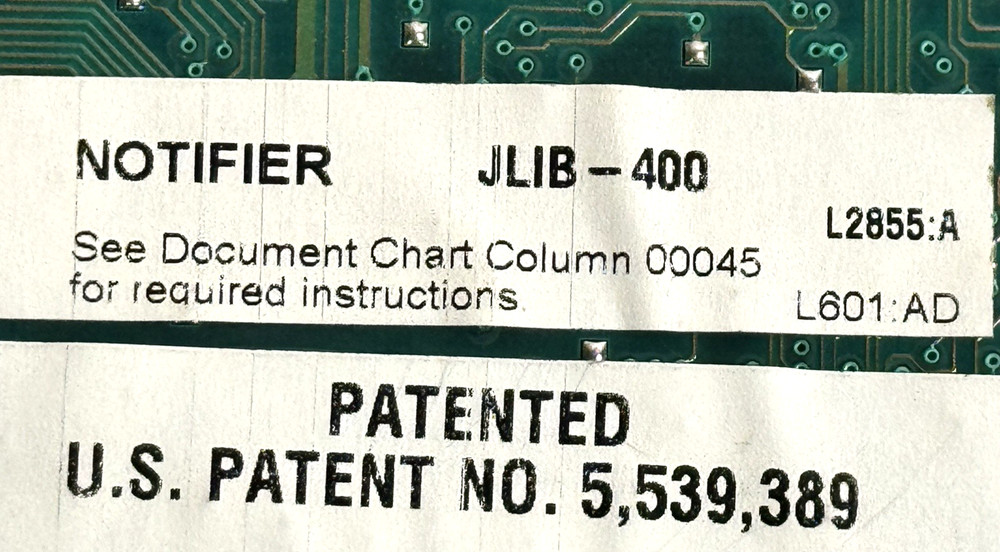 NOTIFIER JLIB-400
L2855:A
See Document Chart Column 00045
for required instructions.
L601:AD
PATENTED
U.S. PATENT NO. 5,539,389